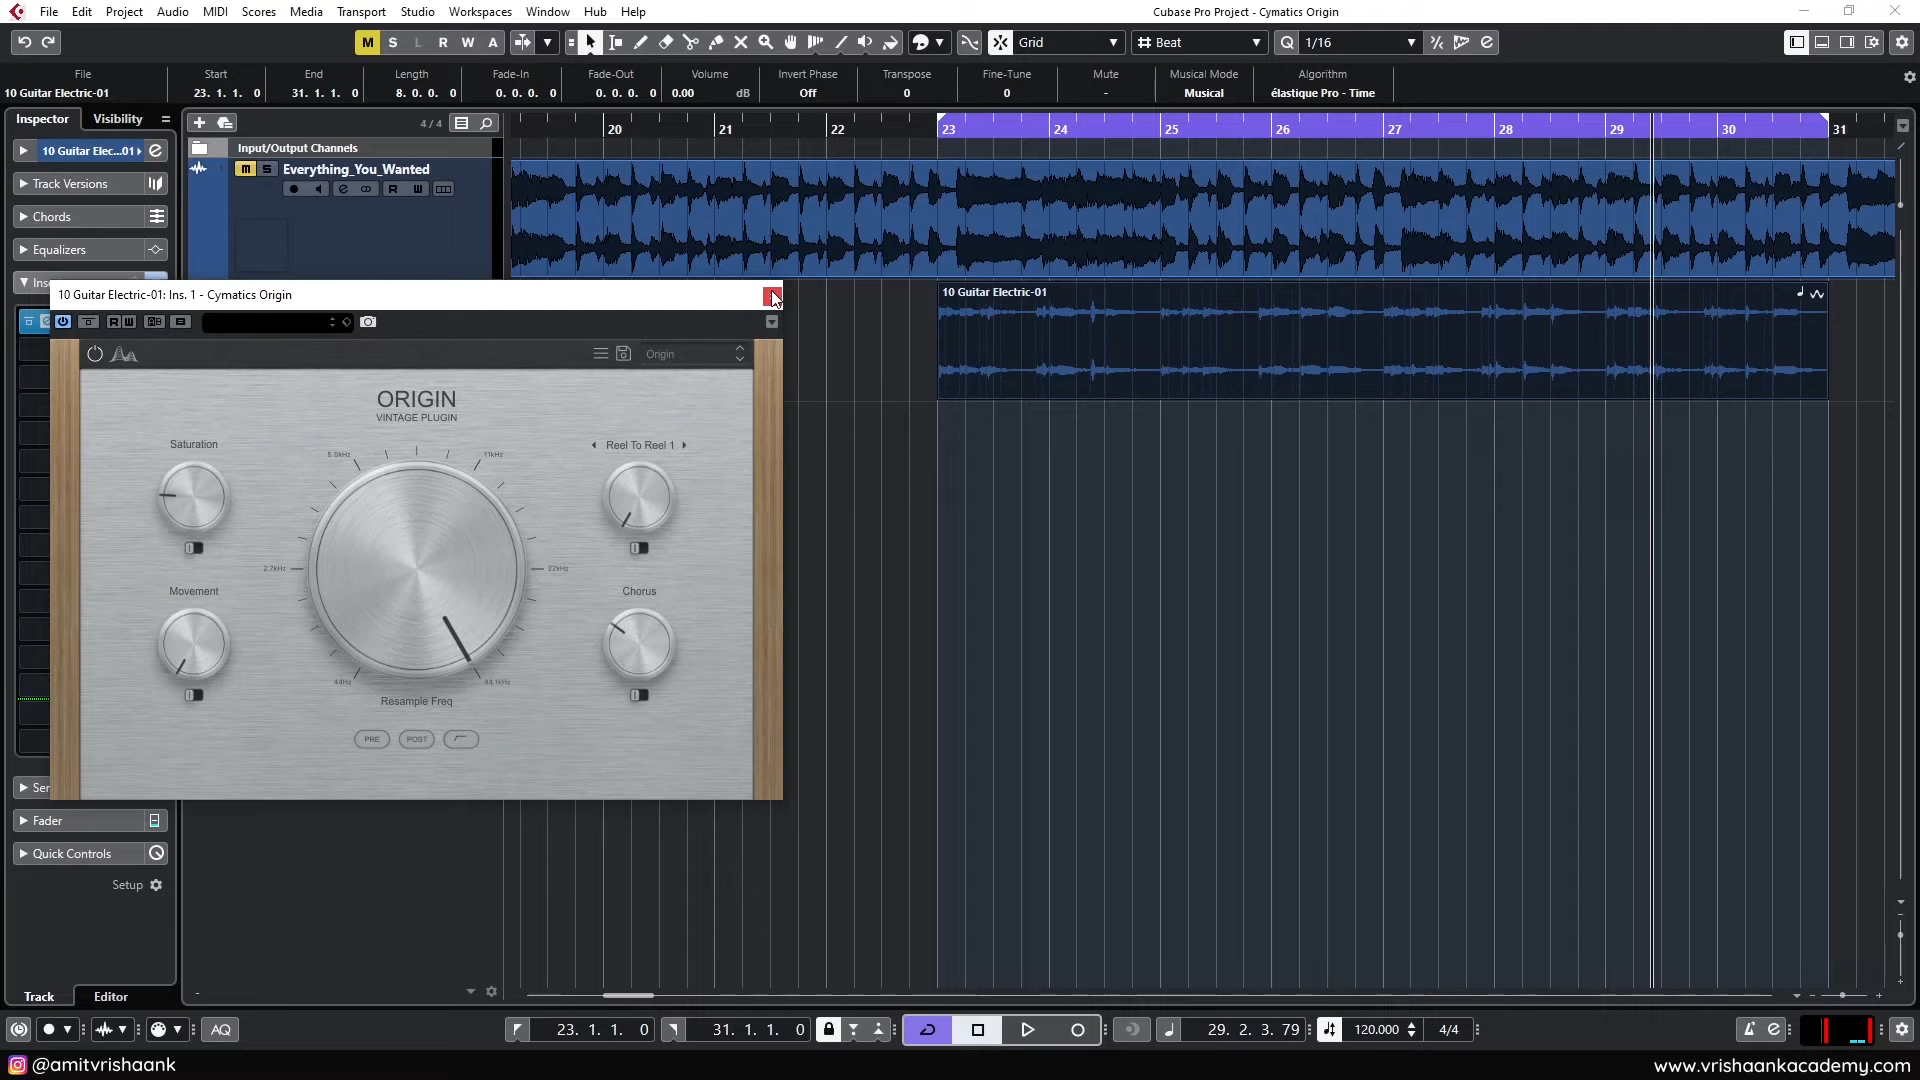 File Edit Project Audio MIDI Scores Media Transport Studio Workspaces Window Hub Help
Cubase Pro Project - Cymatics Origin
M S L R W A Grid Beat Q 1/16
File Start End Length Fade-In Fade-Out Volume Invert Phase Transpose Fine-Tune Mute Musical Mode Algorithm
10 Guitar Electric-01 23. 1. 1. 0 31. 1. 1. 0 8. 0. 0. 0 0. 0. 0. 0 0. 0. 0. 0 0.00 dB Off 0 0 - Musical élastique Pro - Time
Inspector Visibility
4 / 4
20 21 22 23 24 25 26 27 28 29 30 31
10 Guitar Elec...01
Input/Output Channels
m S Everything_You_Wanted
R W
Track Versions
Chords
Equalizers
10 Guitar Electric-01: Ins. 1 - Cymatics Origin
10 Guitar Electric-01
R W
Origin
ORIGIN
VINTAGE PLUGIN
Saturation
Reel To Reel 1
5.5kHz
11kHz
2.7kHz
22kHz
Movement
Chorus
44Hz
44.1kHz
Resample Freq
PRE POST
Ser
Fader
Quick Controls
Setup
Track Editor
AQ 23. 1. 1. 0 31. 1. 1. 0 29. 2. 3. 79 120.000 4/4
@amitvrishaank
www.vrishaankacademy.com